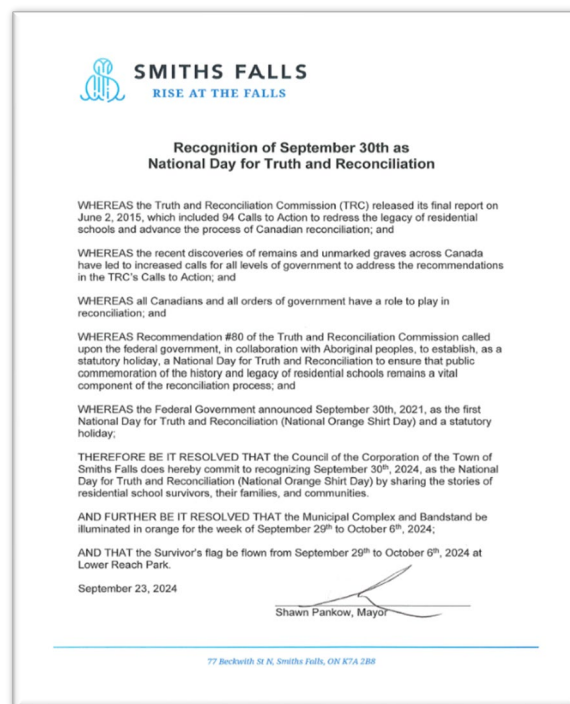 SMITHS FALLS
RISE AT THE FALLS
Recognition of September 30th as
National Day for Truth and Reconciliation
WHEREAS the Truth and Reconciliation Commission (TRC) released its final report on
June 2, 2015, which included 94 Calls to Action to redress the legacy of residential
schools and advance the process of Canadian reconciliation; and
WHEREAS the recent discoveries of remains and unmarked graves across Canada
have led to increased calls for all levels of government to address the recommendations
in the TRC's Calls to Action; and
WHEREAS all Canadians and all orders of government have a role to play in
reconciliation; and
WHEREAS Recommendation #80 of the Truth and Reconciliation Commission called
upon the federal government, in collaboration with Aboriginal peoples, to establish, as a
statutory holiday, a National Day for Truth and Reconciliation to ensure that public
commemoration of the history and legacy of residential schools remains a vital
component of the reconciliation process; and
WHEREAS the Federal Government announced September 30th, 2021, as the first
National Day for Truth and Reconciliation (National Orange Shirt Day) and a statutory
holiday;
THEREFORE BE IT RESOLVED THAT the Council of the Corporation of the Town of
Smiths Falls does hereby commit to recognizing September 30th, 2024, as the National
Day for Truth and Reconciliation (National Orange Shirt Day) by sharing the stories of
residential school survivors, their families, and communities.
AND FURTHER BE IT RESOLVED THAT the Municipal Complex and Bandstand be
illuminated in orange for the week of September 29th to October 6th, 2024;
AND THAT the Survivor's flag be flown from September 29th to October 6th, 2024 at
Lower Reach Park.
September 23, 2024
Shawn Pankow, Mayor
77 Beckwith St N, Smiths Falls, ON K7A 2B8